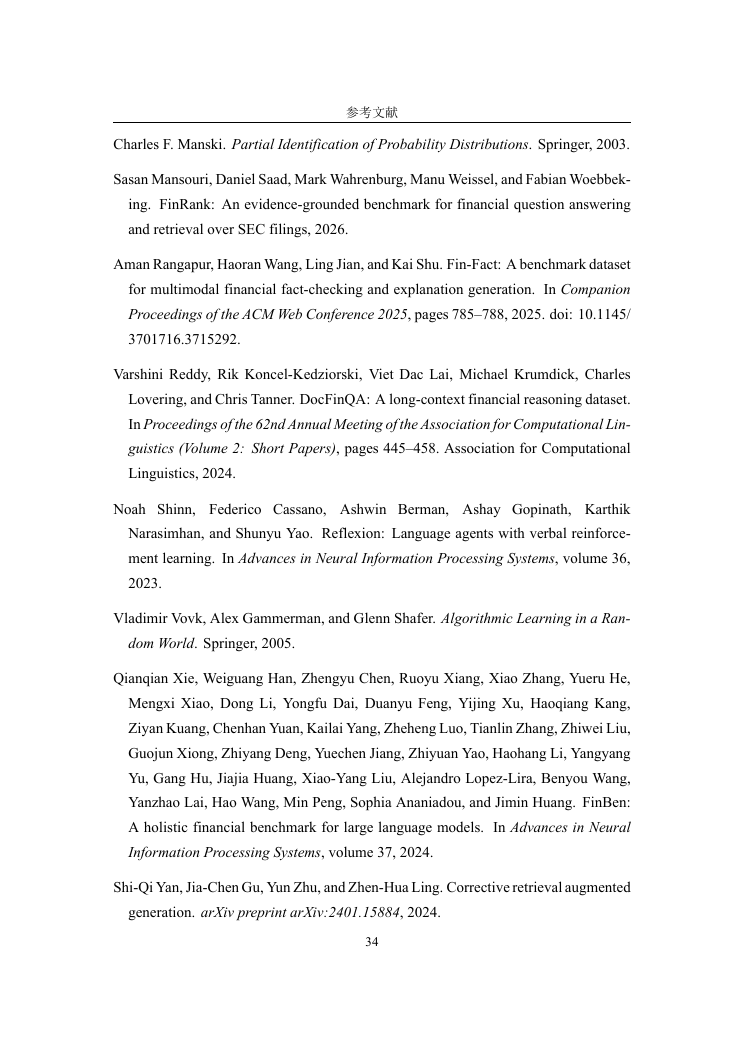 参考文献
Charles F. Manski. Partial Identification of Probability Distributions. Springer, 2003.
Sasan Mansouri, Daniel Saad, Mark Wahrenburg, Manu Weissel, and Fabian Woebbek-
ing. FinRank: An evidence-grounded benchmark for financial question answering
and retrieval over SEC filings, 2026.
Aman Rangapur, Haoran Wang, Ling Jian, and Kai Shu. Fin-Fact: A benchmark dataset
for multimodal financial fact-checking and explanation generation. In Companion
Proceedings of the ACM Web Conference 2025, pages 785–788, 2025. doi: 10.1145/
3701716.3715292.
Varshini Reddy, Rik Koncel-Kedziorski, Viet Dac Lai, Michael Krumdick, Charles
Lovering, and Chris Tanner. DocFinQA: A long-context financial reasoning dataset.
In Proceedings of the 62nd Annual Meeting of the Association for Computational Lin-
guistics (Volume 2: Short Papers), pages 445–458. Association for Computational
Linguistics, 2024.
Noah Shinn, Federico Cassano, Ashwin Berman, Ashay Gopinath, Karthik
Narasimhan, and Shunyu Yao. Reflexion: Language agents with verbal reinforce-
ment learning. In Advances in Neural Information Processing Systems, volume 36,
2023.
Vladimir Vovk, Alex Gammerman, and Glenn Shafer. Algorithmic Learning in a Ran-
dom World. Springer, 2005.
Qianqian Xie, Weiguang Han, Zhengyu Chen, Ruoyu Xiang, Xiao Zhang, Yueru He,
Mengxi Xiao, Dong Li, Yongfu Dai, Duanyu Feng, Yijing Xu, Haoqiang Kang,
Ziyan Kuang, Chenhan Yuan, Kailai Yang, Zheheng Luo, Tianlin Zhang, Zhiwei Liu,
Guojun Xiong, Zhiyang Deng, Yuechen Jiang, Zhiyuan Yao, Haohang Li, Yangyang
Yu, Gang Hu, Jiajia Huang, Xiao-Yang Liu, Alejandro Lopez-Lira, Benyou Wang,
Yanzhao Lai, Hao Wang, Min Peng, Sophia Ananiadou, and Jimin Huang. FinBen:
A holistic financial benchmark for large language models. In Advances in Neural
Information Processing Systems, volume 37, 2024.
Shi-Qi Yan, Jia-Chen Gu, Yun Zhu, and Zhen-Hua Ling. Corrective retrieval augmented
generation. arXiv preprint arXiv:2401.15884, 2024.
34